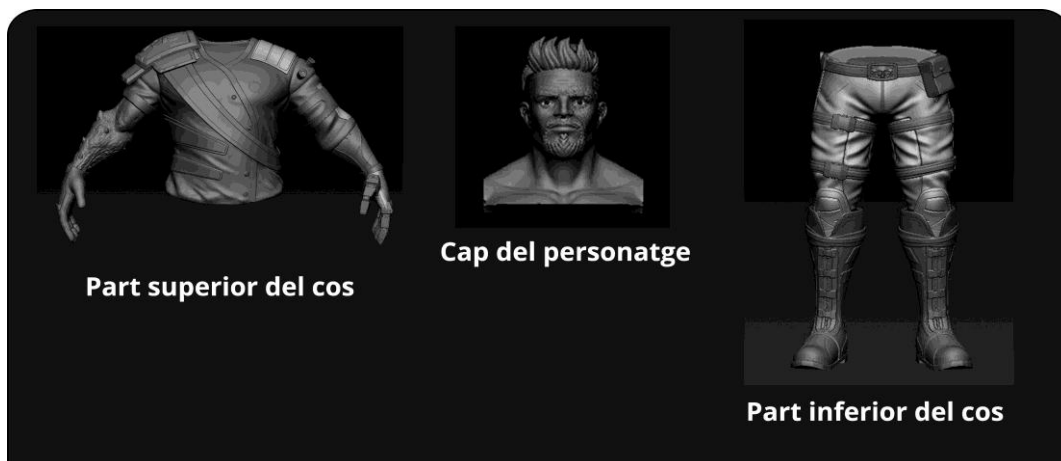 Part superior del cos
Cap del personatge
Part inferior del cos